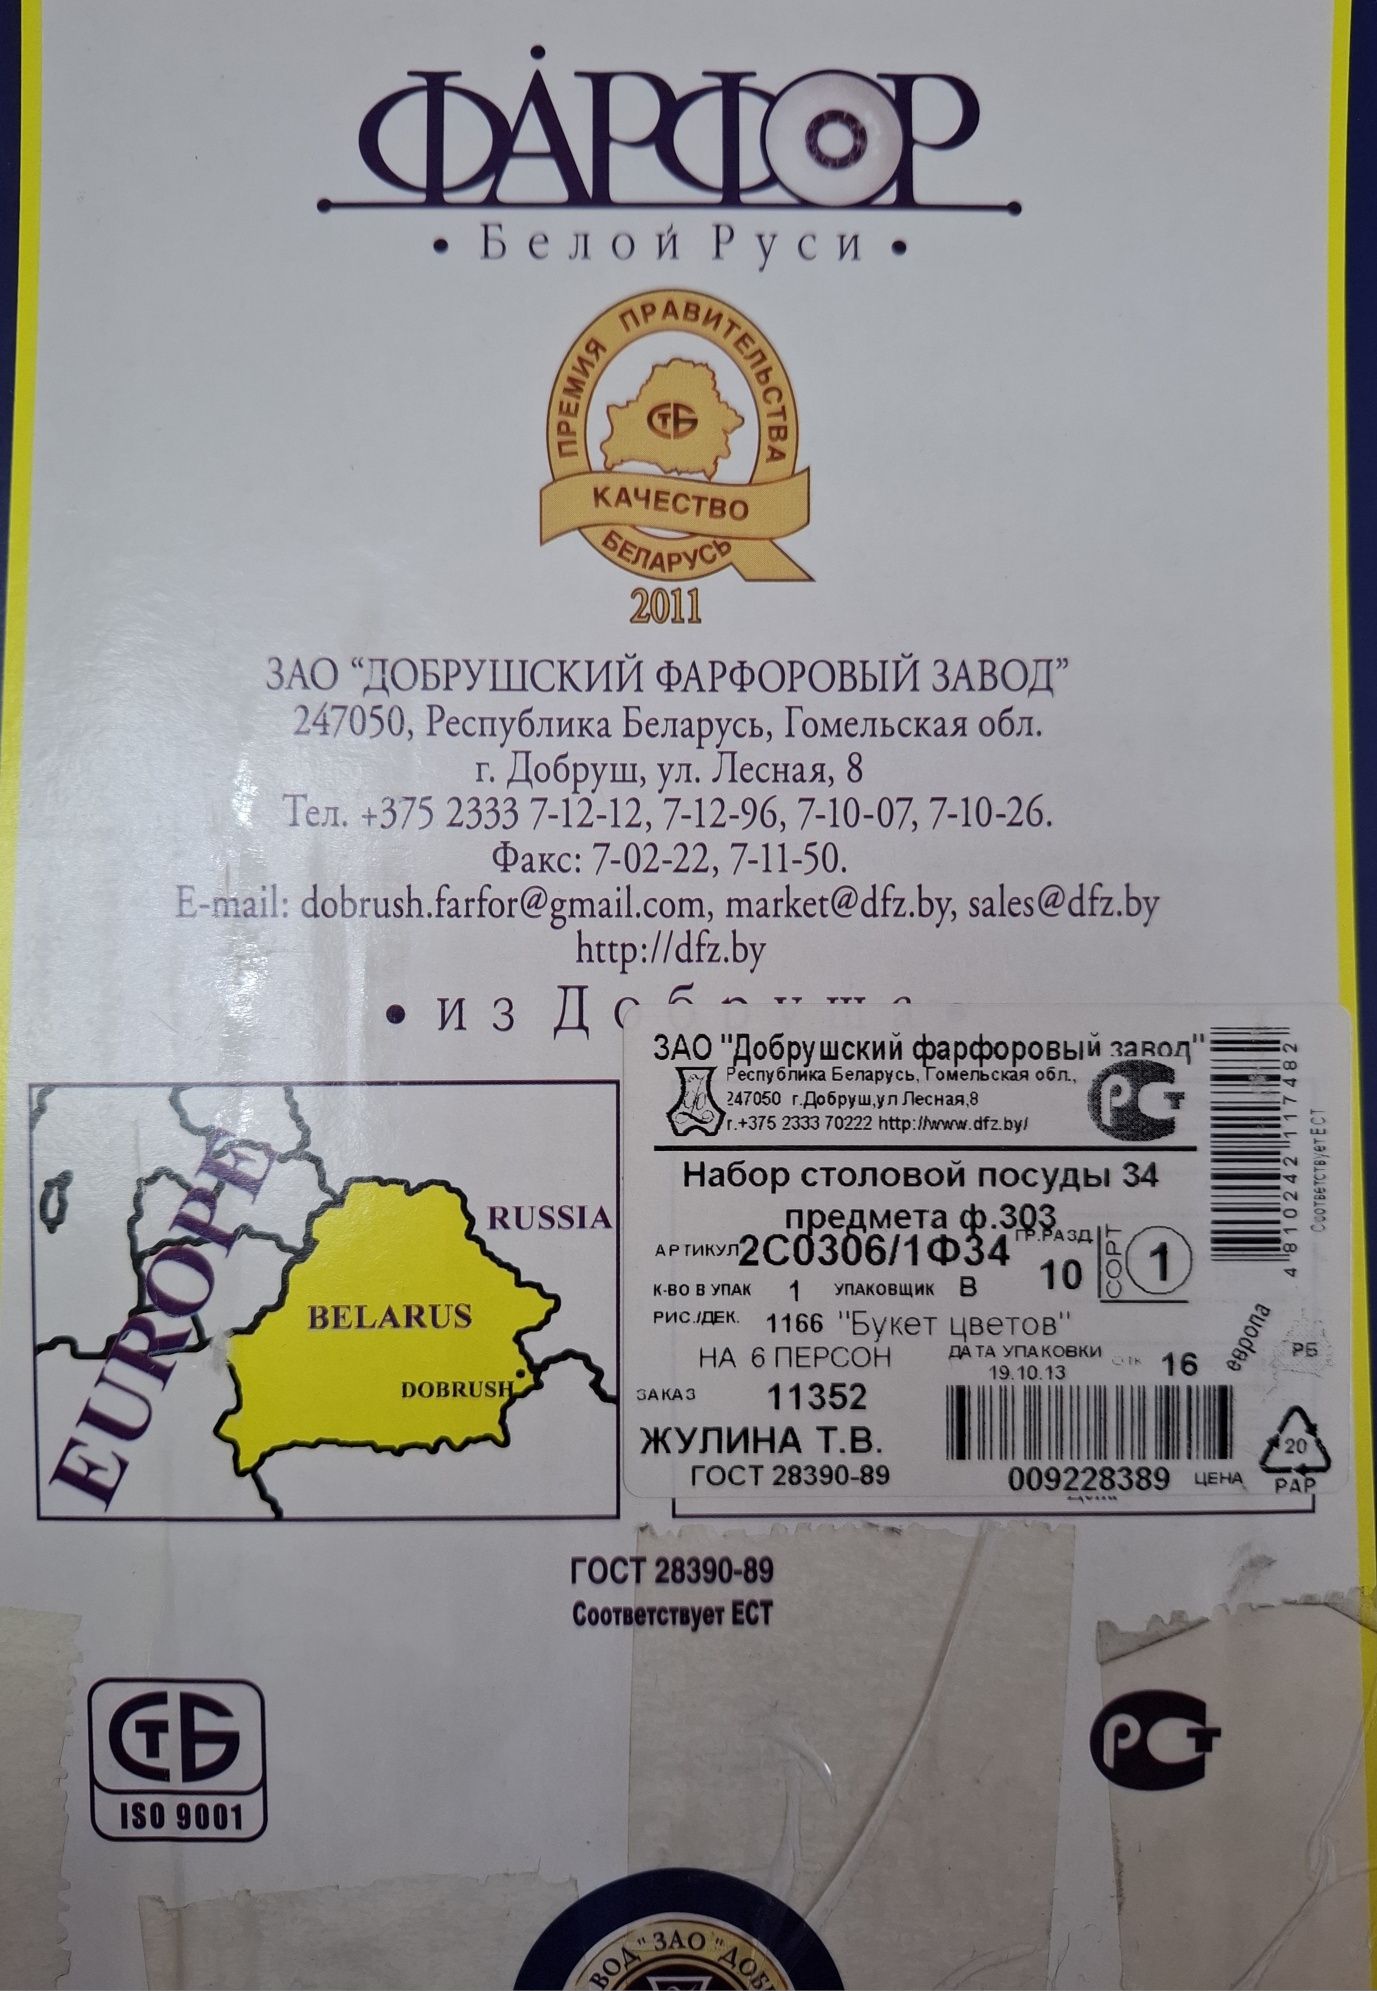 ФАРФОР
• Белой Руси •
ПРЕМИЯ ПРАВИТЕЛЬСТВА
СТБ
КАЧЕСТВО
БЕЛАРУСЬ
2011
ЗАО “ДОБРУШСКИЙ ФАРФОРОВЫЙ ЗАВОД”
247050, Республика Беларусь, Гомельская обл.
г. Добруш, ул. Лесная, 8
Тел. +375 2333 7-12-12, 7-12-96, 7-10-07, 7-10-26.
Факс: 7-02-22, 7-11-50.
E-mail: dobrush.farfor@gmail.com, market@dfz.by, sales@dfz.by
http://dfz.by
• из Добруша •
EUROPE
RUSSIA
BELARUS
DOBRUSH
ЗАО "Добрушский фарфоровый завод"
Республика Беларусь, Гомельская обл.,
247050 г.Добруш,ул Лесная,8
т.+375 2333 70222 http://www.dfz.by/
РСТ
Набор столовой посуды 34
предмета ф.303
АРТИКУЛ 2С0306/1Ф34 ГР.РАЗД 10 СОРТ 1
К-ВО В УПАК 1 УПАКОВЩИК В
РИС./ДЕК. 1166 "Букет цветов"
НА 6 ПЕРСОН ДАТА УПАКОВКИ 16
19.10.13
ЗАКАЗ 11352
ЖУЛИНА Т.В.
ГОСТ 28390-89 009228389 ЦЕНА
4 810242 117482
Соответствует ЕСТ
европа
РБ
20
PAP
ГОСТ 28390-89
Соответствует ЕСТ
СТБ
ISO 9001
РСТ
ВОД" ЗАО "ДОБ